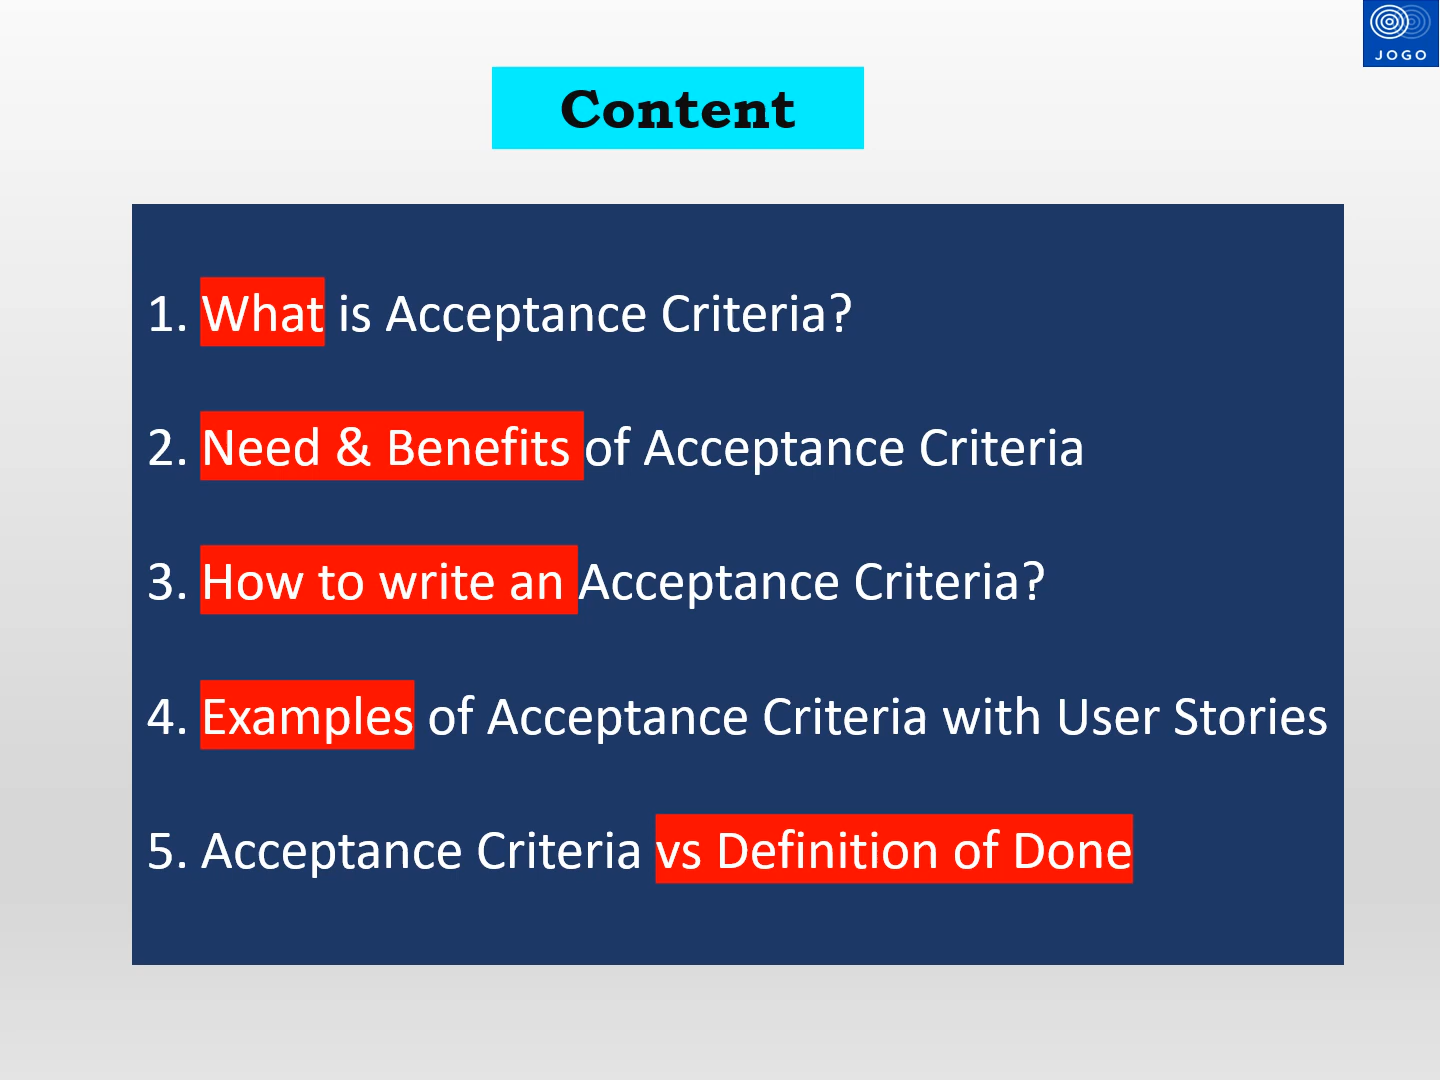 JOGO
Content
1. What is Acceptance Criteria?
2. Need & Benefits of Acceptance Criteria
3. How to write an Acceptance Criteria?
4. Examples of Acceptance Criteria with User Stories
5. Acceptance Criteria vs Definition of Done